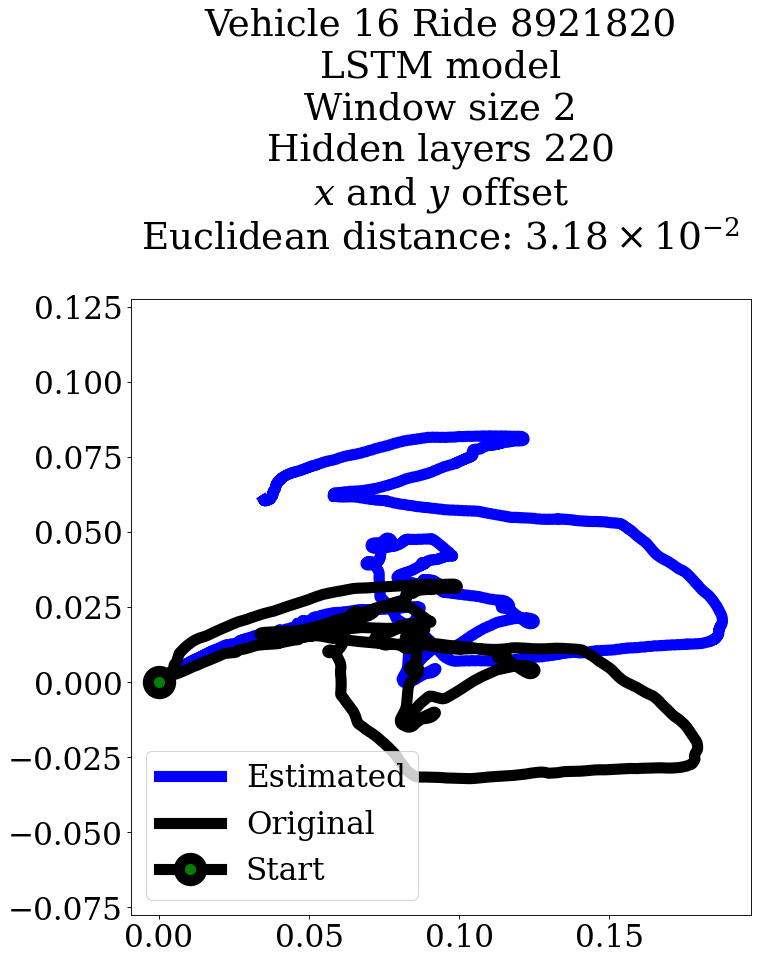 Vehicle 16 Ride 8921820
LSTM model
Window size 2
Hidden layers 220
x and y offset
Euclidean distance: 3.18 × 10⁻²
0.125
0.100
0.075
0.050
0.025
0.000
−0.025
−0.050
−0.075
Estimated
Original
Start
0.00 0.05 0.10 0.15